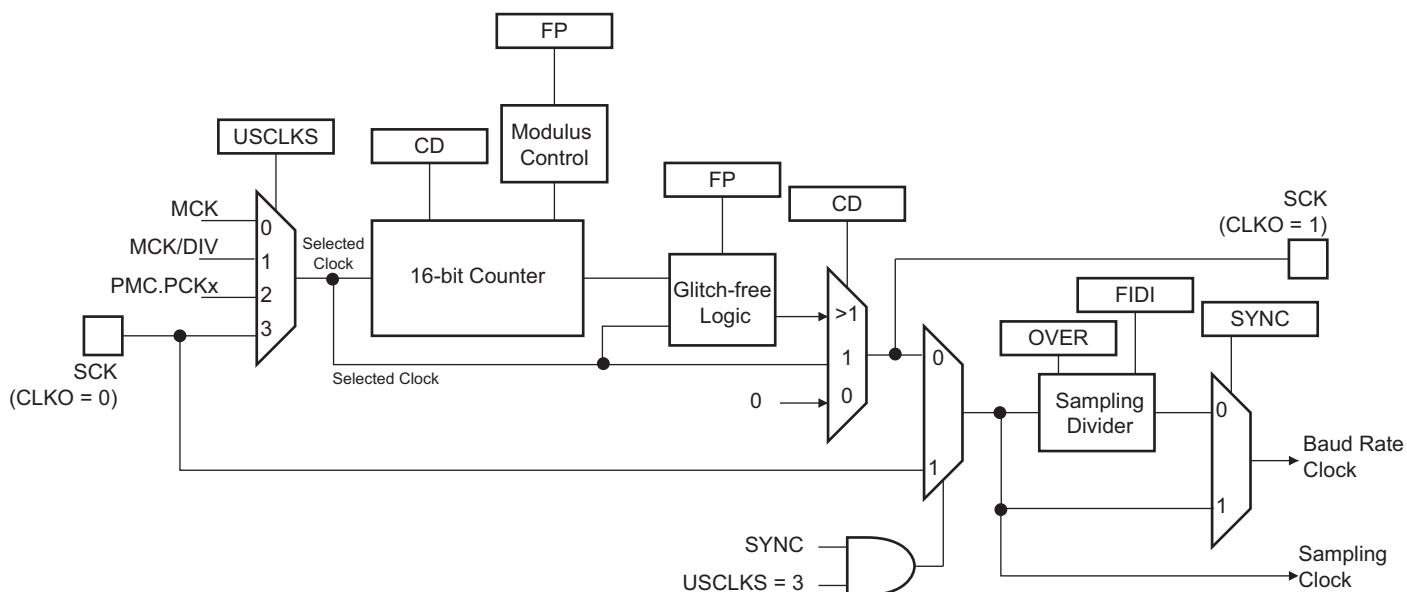 FP
Modulus
Control
USCLKS
CD
FP
CD
SCK
(CLKO = 1)
MCK
MCK/DIV
PMC.PCKx
0
1
2
3
Selected
Clock
16-bit Counter
Glitch-free
Logic
>1
1
0
0
SCK
(CLKO = 0)
Selected Clock
FIDI
OVER
SYNC
0
1
Sampling
Divider
0
1
Baud Rate
Clock
SYNC
USCLKS = 3
Sampling
Clock